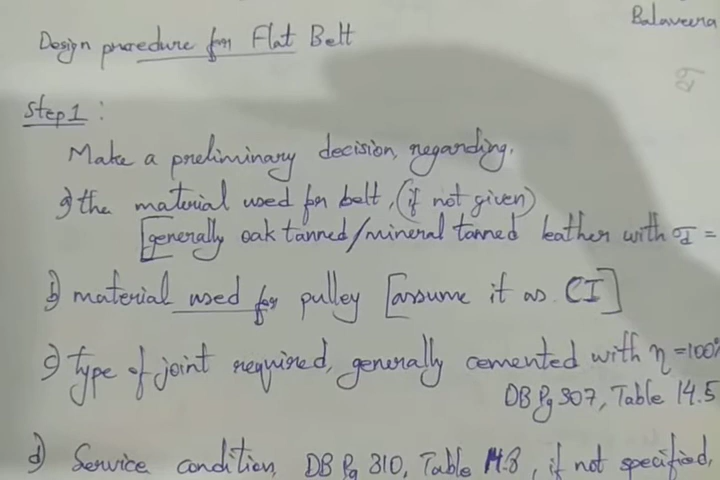 Balaveera
Design procedure for Flat Belt
Step 1 :
Make a preliminary decision, regarding,
a) the material used for belt, (if not given)
[generally oak tanned/mineral tanned leather with =
b) material used for pulley [assume it as CI]
c) Type of joint required, generally cemented with η =100%
DB Pg 307, Table 14.5
d) Service condition, DB Pg 310, Table 14.8, if not specified,